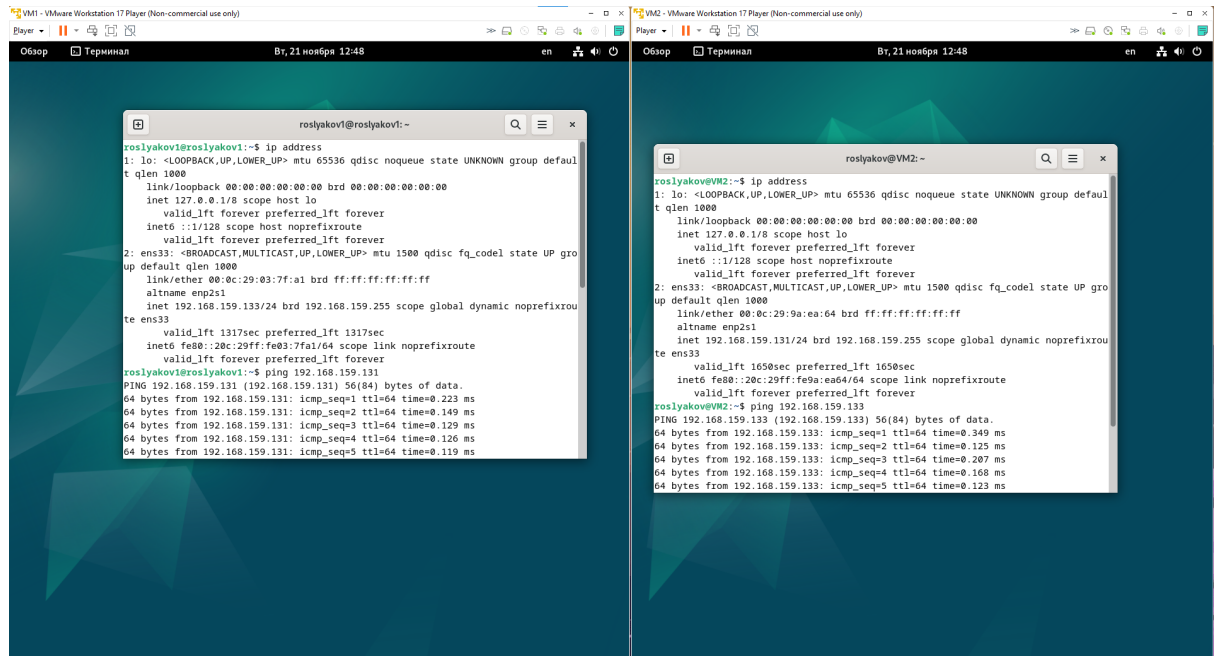 VM1 - VMware Workstation 17 Player (Non-commercial use only)
Player
Обзор Терминал Вт, 21 ноября 12:48 en
roslyakov1@roslyakov1: ~
roslyakov1@roslyakov1:~$ ip address
1: lo: <LOOPBACK,UP,LOWER_UP> mtu 65536 qdisc noqueue state UNKNOWN group defaul
t qlen 1000
link/loopback 00:00:00:00:00:00 brd 00:00:00:00:00:00
inet 127.0.0.1/8 scope host lo
valid_lft forever preferred_lft forever
inet6 ::1/128 scope host noprefixroute
valid_lft forever preferred_lft forever
2: ens33: <BROADCAST,MULTICAST,UP,LOWER_UP> mtu 1500 qdisc fq_codel state UP gro
up default qlen 1000
link/ether 00:0c:29:03:7f:a1 brd ff:ff:ff:ff:ff:ff
altname enp2s1
inet 192.168.159.133/24 brd 192.168.159.255 scope global dynamic noprefixrou
te ens33
valid_lft 1317sec preferred_lft 1317sec
inet6 fe80::20c:29ff:fe03:7fa1/64 scope link noprefixroute
valid_lft forever preferred_lft forever
roslyakov1@roslyakov1:~$ ping 192.168.159.131
PING 192.168.159.131 (192.168.159.131) 56(84) bytes of data.
64 bytes from 192.168.159.131: icmp_seq=1 ttl=64 time=0.223 ms
64 bytes from 192.168.159.131: icmp_seq=2 ttl=64 time=0.149 ms
64 bytes from 192.168.159.131: icmp_seq=3 ttl=64 time=0.129 ms
64 bytes from 192.168.159.131: icmp_seq=4 ttl=64 time=0.126 ms
64 bytes from 192.168.159.131: icmp_seq=5 ttl=64 time=0.119 ms
VM2 - VMware Workstation 17 Player (Non-commercial use only)
Player
Обзор Терминал Вт, 21 ноября 12:48 en
roslyakov@VM2: ~
roslyakov@VM2:~$ ip address
1: lo: <LOOPBACK,UP,LOWER_UP> mtu 65536 qdisc noqueue state UNKNOWN group defaul
t qlen 1000
link/loopback 00:00:00:00:00:00 brd 00:00:00:00:00:00
inet 127.0.0.1/8 scope host lo
valid_lft forever preferred_lft forever
inet6 ::1/128 scope host noprefixroute
valid_lft forever preferred_lft forever
2: ens33: <BROADCAST,MULTICAST,UP,LOWER_UP> mtu 1500 qdisc fq_codel state UP gro
up default qlen 1000
link/ether 00:0c:29:9a:ea:64 brd ff:ff:ff:ff:ff:ff
altname enp2s1
inet 192.168.159.131/24 brd 192.168.159.255 scope global dynamic noprefixrou
te ens33
valid_lft 1650sec preferred_lft 1650sec
inet6 fe80::20c:29ff:fe9a:ea64/64 scope link noprefixroute
valid_lft forever preferred_lft forever
roslyakov@VM2:~$ ping 192.168.159.133
PING 192.168.159.133 (192.168.159.133) 56(84) bytes of data.
64 bytes from 192.168.159.133: icmp_seq=1 ttl=64 time=0.349 ms
64 bytes from 192.168.159.133: icmp_seq=2 ttl=64 time=0.125 ms
64 bytes from 192.168.159.133: icmp_seq=3 ttl=64 time=0.207 ms
64 bytes from 192.168.159.133: icmp_seq=4 ttl=64 time=0.168 ms
64 bytes from 192.168.159.133: icmp_seq=5 ttl=64 time=0.123 ms